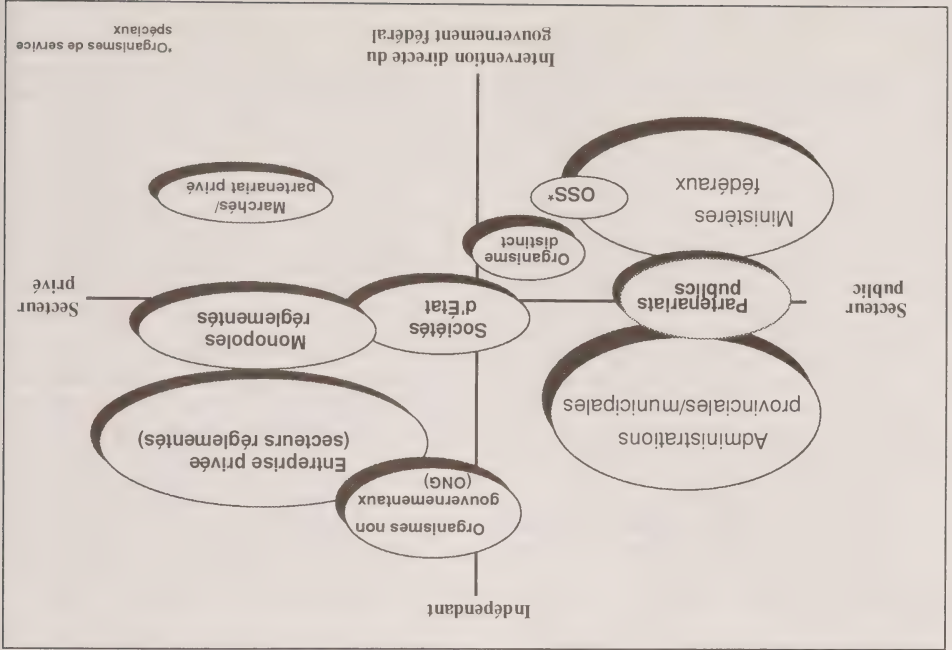 Indépendant
Organismes non
gouvernementaux
(ONG)
Entreprise privée
(secteurs réglementés)
Administrations
provinciales/municipales
Secteur
public
Partenariats
publics
Sociétés
d'État
Monopoles
réglementés
Secteur
privé
Organisme
distinct
Ministères
fédéraux
OSS*
Marchés/
partenariat privé
Intervention directe du
gouvernement fédéral
*Organismes de service
spéciaux